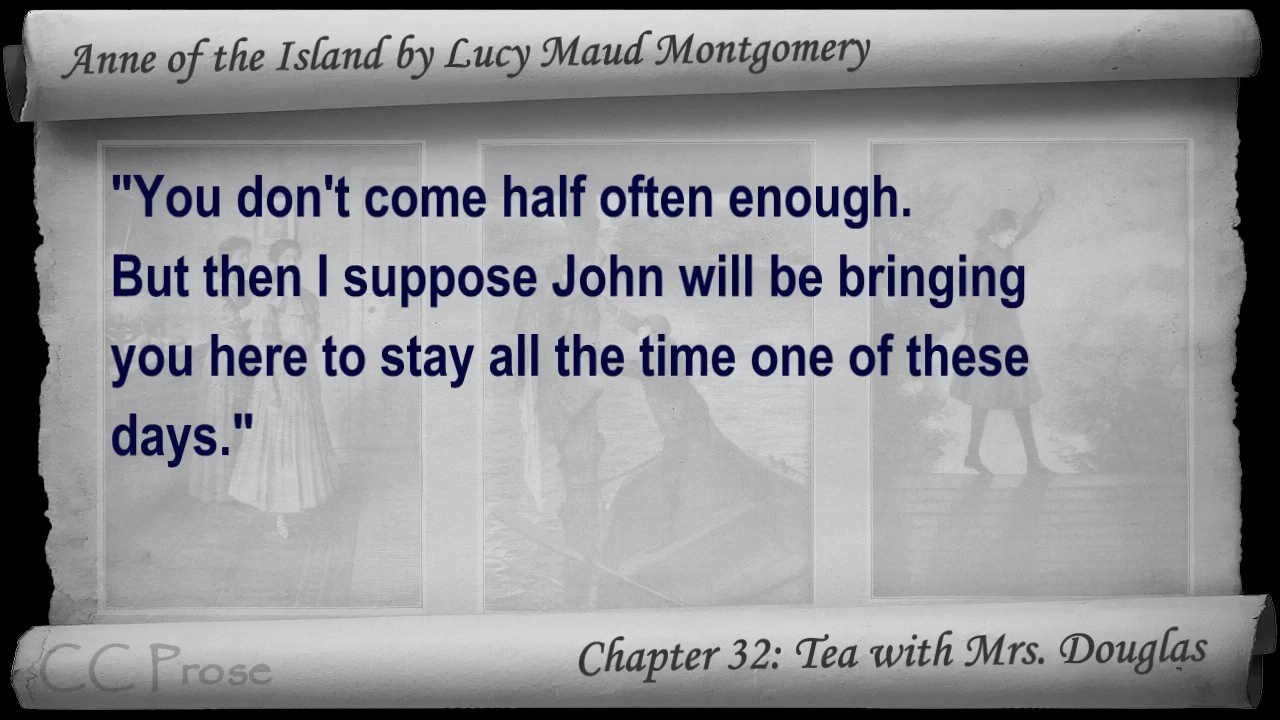 Anne of the Island by Lucy Maud Montgomery
"You don't come half often enough.
But then I suppose John will be bringing
you here to stay all the time one of these
days."
CC Prose
Chapter 32: Tea with Mrs. Douglas